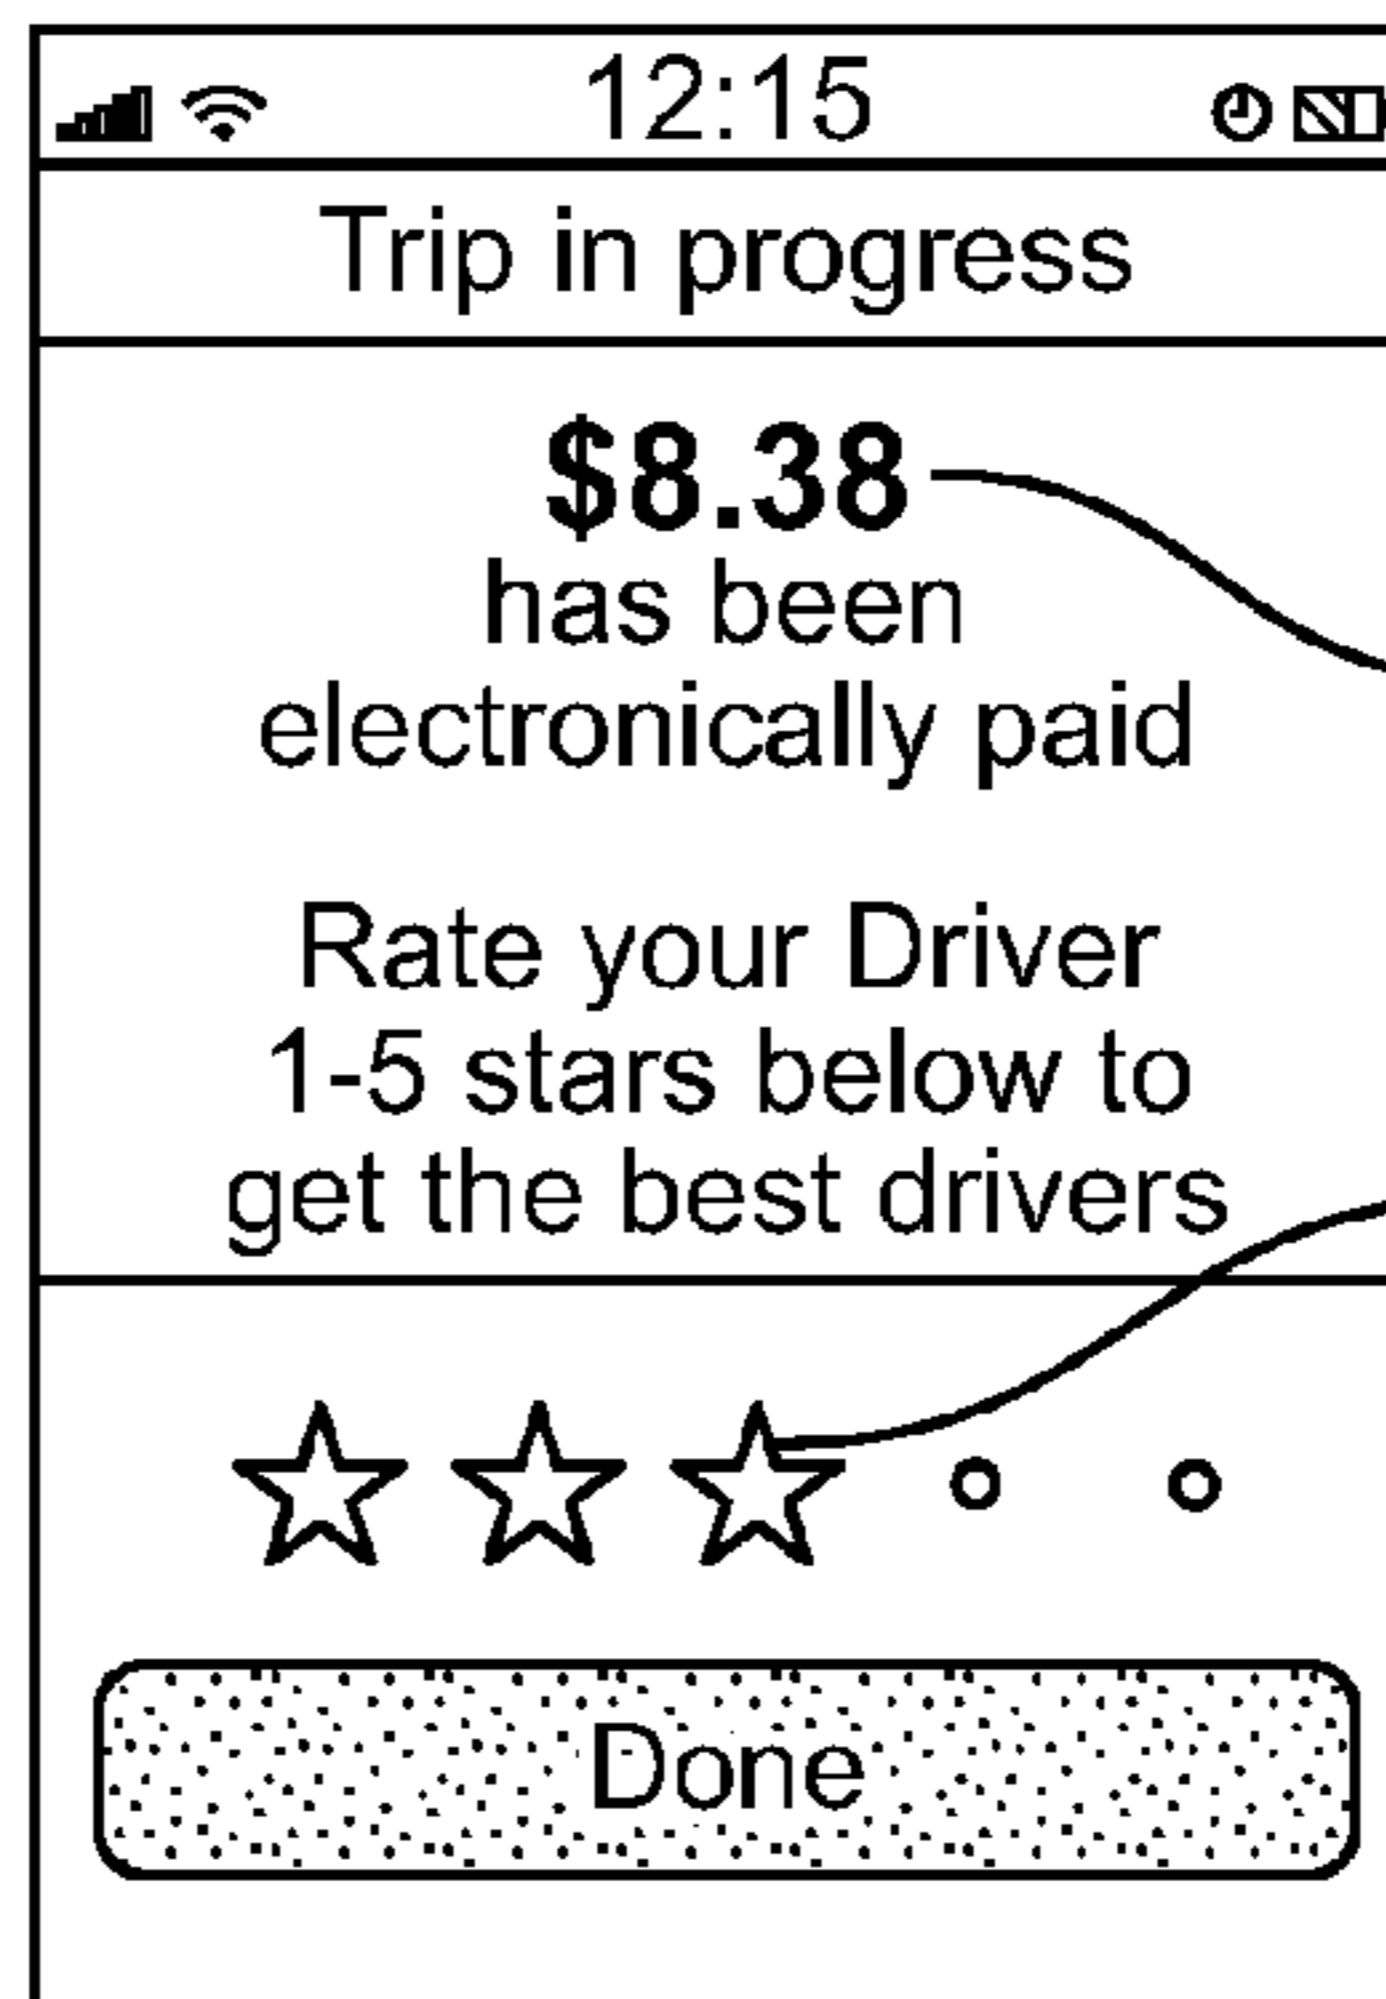 12:15
Trip in progress
$8.38
has been
electronically paid
Rate your Driver
1-5 stars below to
get the best drivers
Done